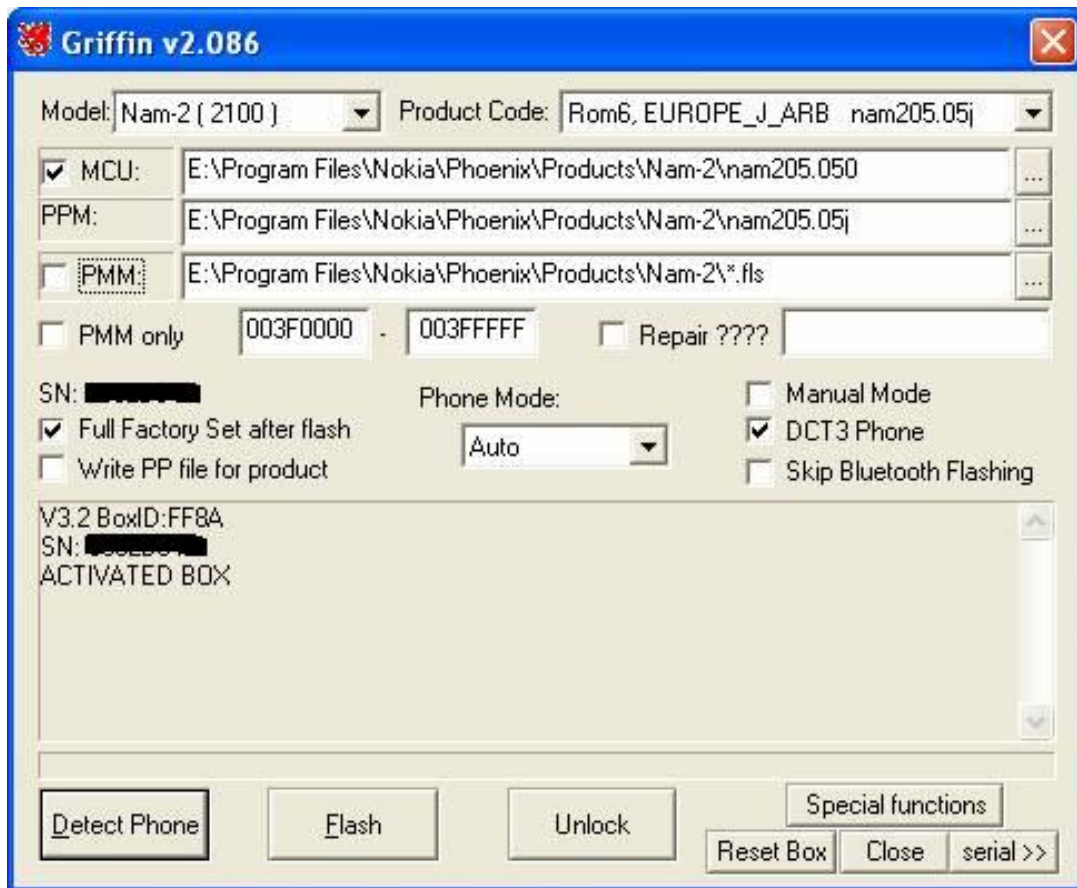 Griffin v2.086
Model: Nam-2 ( 2100 ) Product Code: Rom6, EUROPE_J_ARB nam205.05j
MCU: E:\Program Files\Nokia\Phoenix\Products\Nam-2\nam205.050 ...
PPM: E:\Program Files\Nokia\Phoenix\Products\Nam-2\nam205.05j ...
PMM: E:\Program Files\Nokia\Phoenix\Products\Nam-2\*.fls ...
PMM only 003F0000 - 003FFFFF Repair ????
SN: Phone Mode: Manual Mode
Full Factory Set after flash Auto DCT3 Phone
Write PP file for product Skip Bluetooth Flashing
V3.2 BoxID:FF8A
SN:
ACTIVATED BOX
Detect Phone Flash Unlock Special functions
Reset Box Close serial >>